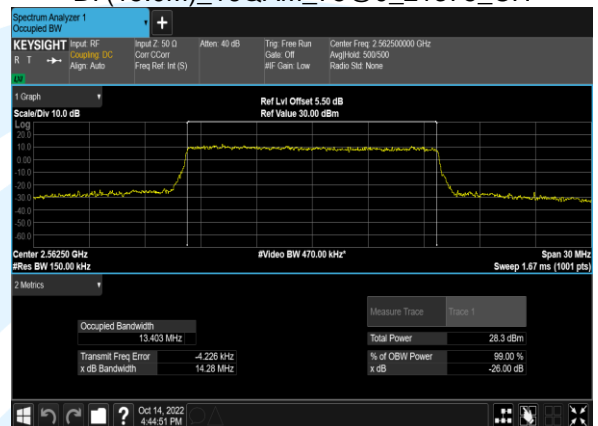 Spectrum Analyzer 1
Occupied BW
+
KEYSIGHT
R T
LM
Input: RF
Coupling: DC
Align: Auto
Input Z: 50 Ω
Corr CCorr
Freq Ref: Int (S)
Atten: 40 dB
Trig: Free Run
Gate: Off
#IF Gain: Low
Center Freq: 2.562500000 GHz
Avg|Hold: 500/500
Radio Std: None
1 Graph
Scale/Div 10.0 dB
Ref Lvl Offset 5.50 dB
Ref Value 30.00 dBm
Log
20.0
10.0
0.00
-10.0
-20.0
-30.0
-40.0
-50.0
-60.0
Center 2.56250 GHz
#Res BW 150.00 kHz
#Video BW 470.00 kHz*
Span 30 MHz
Sweep 1.67 ms (1001 pts)
2 Metrics
Measure Trace Trace 1
Occupied Bandwidth
13.403 MHz
Total Power 28.3 dBm
Transmit Freq Error -4.226 kHz
x dB Bandwidth 14.28 MHz
% of OBW Power 99.00 %
x dB -26.00 dB
?
Oct 14, 2022
4:44:51 PM